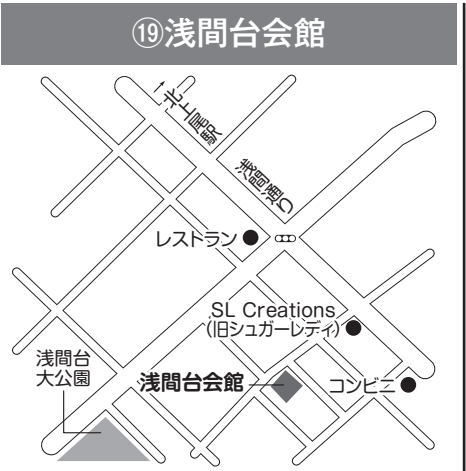 ⑲浅間台会館
→北上尾駅
浅間通り
レストラン
SL Creations
(旧シュガーレディ)
浅間台
大公園
浅間台会館
コンビニ